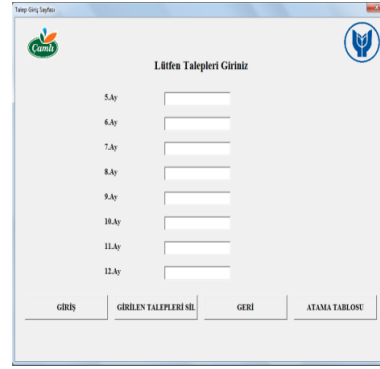 Talep Giriş Sayfası
Çamlı
Lütfen Talepleri Giriniz
5.Ay
6.Ay
7.Ay
8.Ay
9.Ay
10.Ay
11.Ay
12.Ay
GİRİŞ
GİRİLEN TALEPLERİ SİL
GERİ
ATAMA TABLOSU